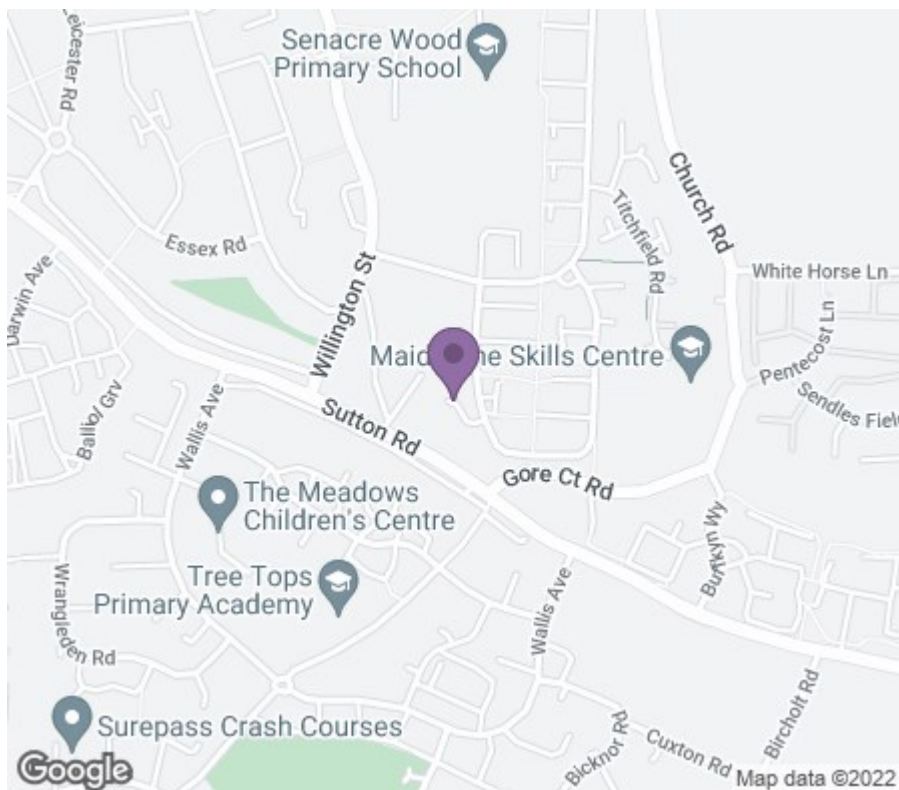 Senacre Wood
Primary School
Leicester Rd
Church Rd
Titchfield Rd
Essex Rd
White Horse Ln
Darwin Ave
Willington St
Pentecost Ln
Skills Centre
Sendles Fiel
Balliol Grv
Wallis Ave
Sutton Rd
Gore Ct Rd
The Meadows
Children's Centre
Tree Tops
Primary Academy
Wallis Ave
Wrangleden Rd
Bircholt Rd
Surepass Crash Courses
Bicknor Rd
Cuxton Rd
Google
Map data ©2022